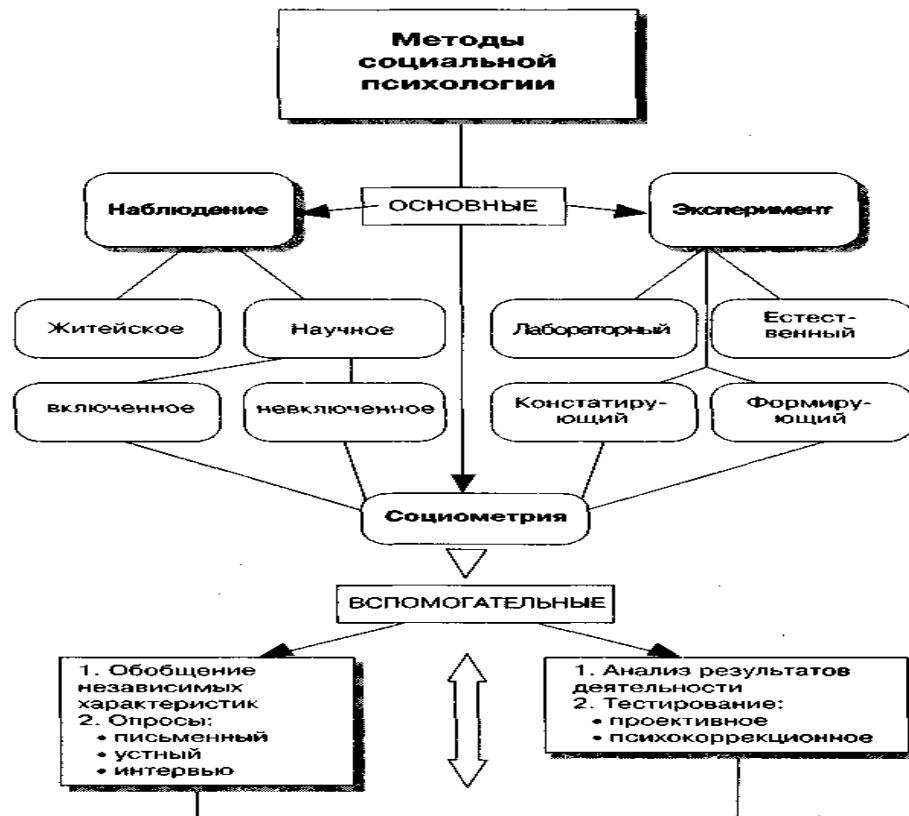 Методы
социальной
психологии
Наблюдение
ОСНОВНЫЕ
Эксперимент
Житейское
Научное
Лабораторный
Естест-
венный
включенное
невключенное
Констатиру-
ющий
Формиру-
ющий
Социометрия
ВСПОМОГАТЕЛЬНЫЕ
1. Обобщение
независимых
характеристик
2. Опросы:
• письменный
• устный
• интервью
1. Анализ результатов
деятельности
2. Тестирование:
• проективное
• психокоррекционное